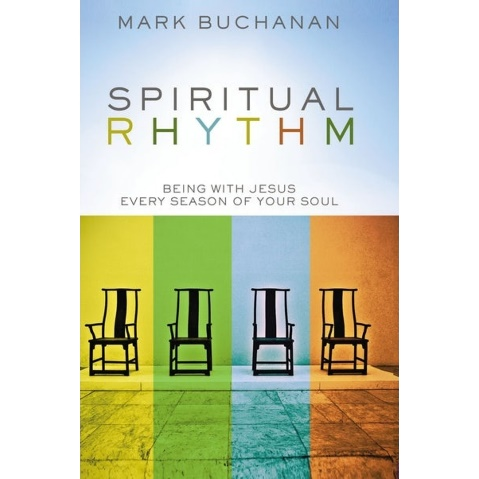 MARK BUCHANAN
SPIRITUAL
RHYTHM
BEING WITH JESUS
EVERY SEASON OF YOUR SOUL